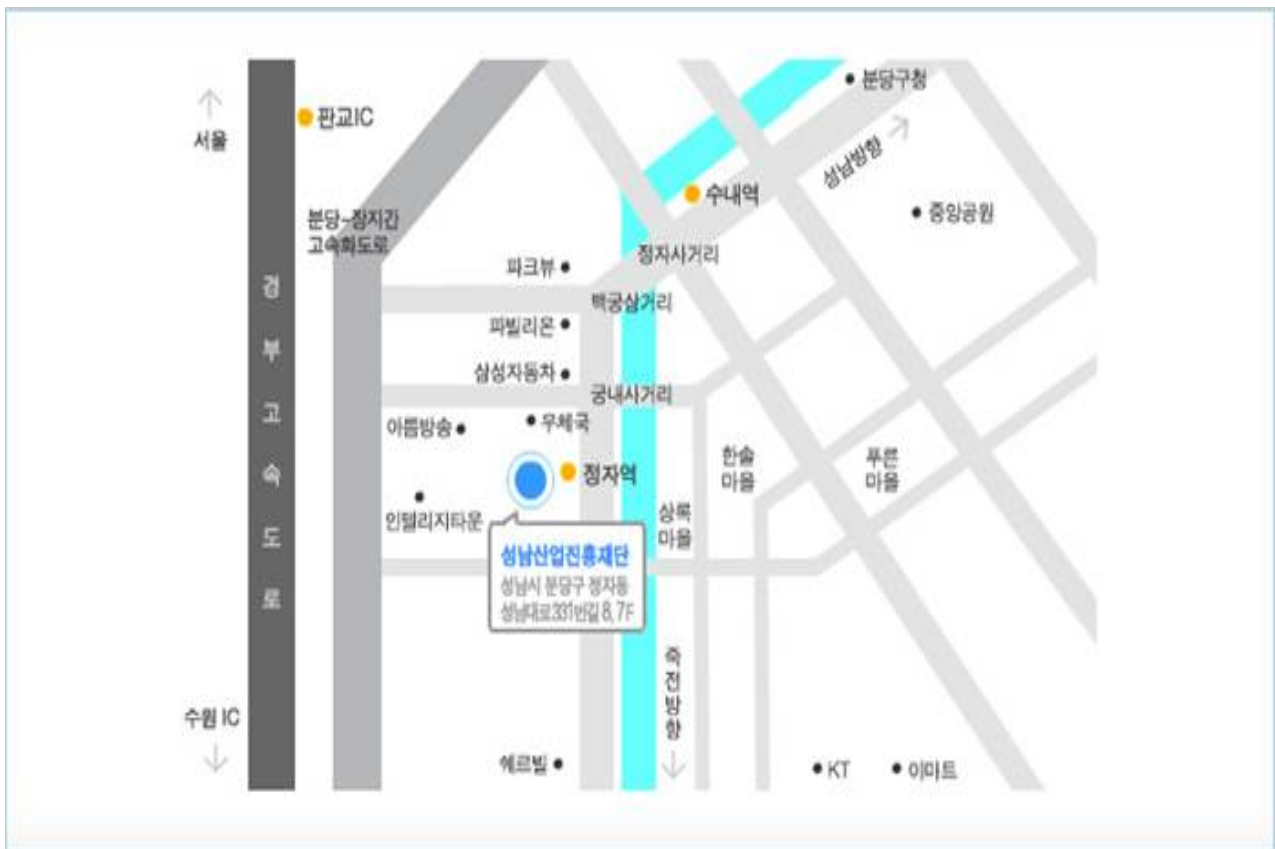 분당구청
판교IC
서울
성남방향
수내역
중앙공원
분당~장지간
고속화도로
정자사거리
파크뷰
경부고속도로
백궁삼거리
파빌리온
삼성자동차
궁내사거리
우체국
아름방송
정자역
한솔
마을
푸른
마을
인텔리지타운
상록
마을
성남산업진흥재단
성남시 분당구 정자동
성남대로331번길 8, 7F
죽전방향
수원 IC
쉐르빌
KT
이마트